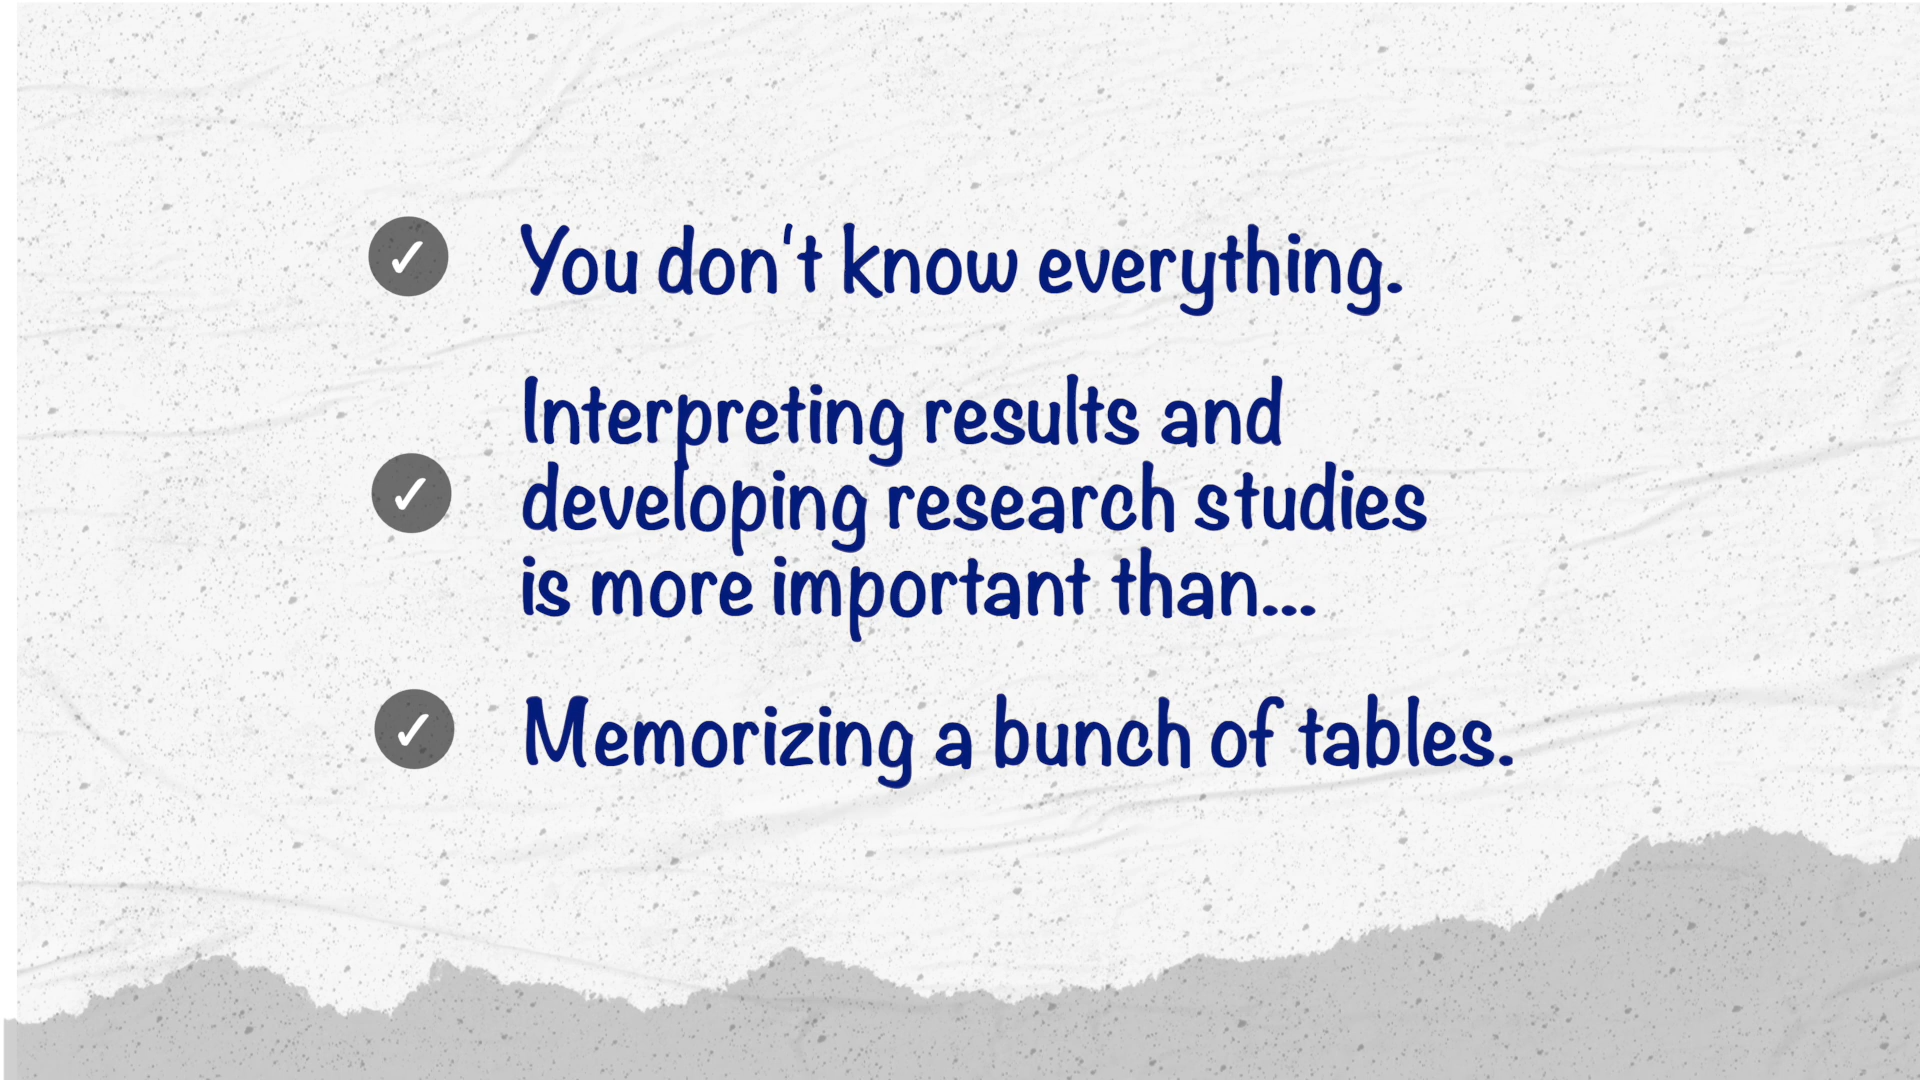 You don't know everything.
Interpreting results and
developing research studies
is more important than...
Memorizing a bunch of tables.